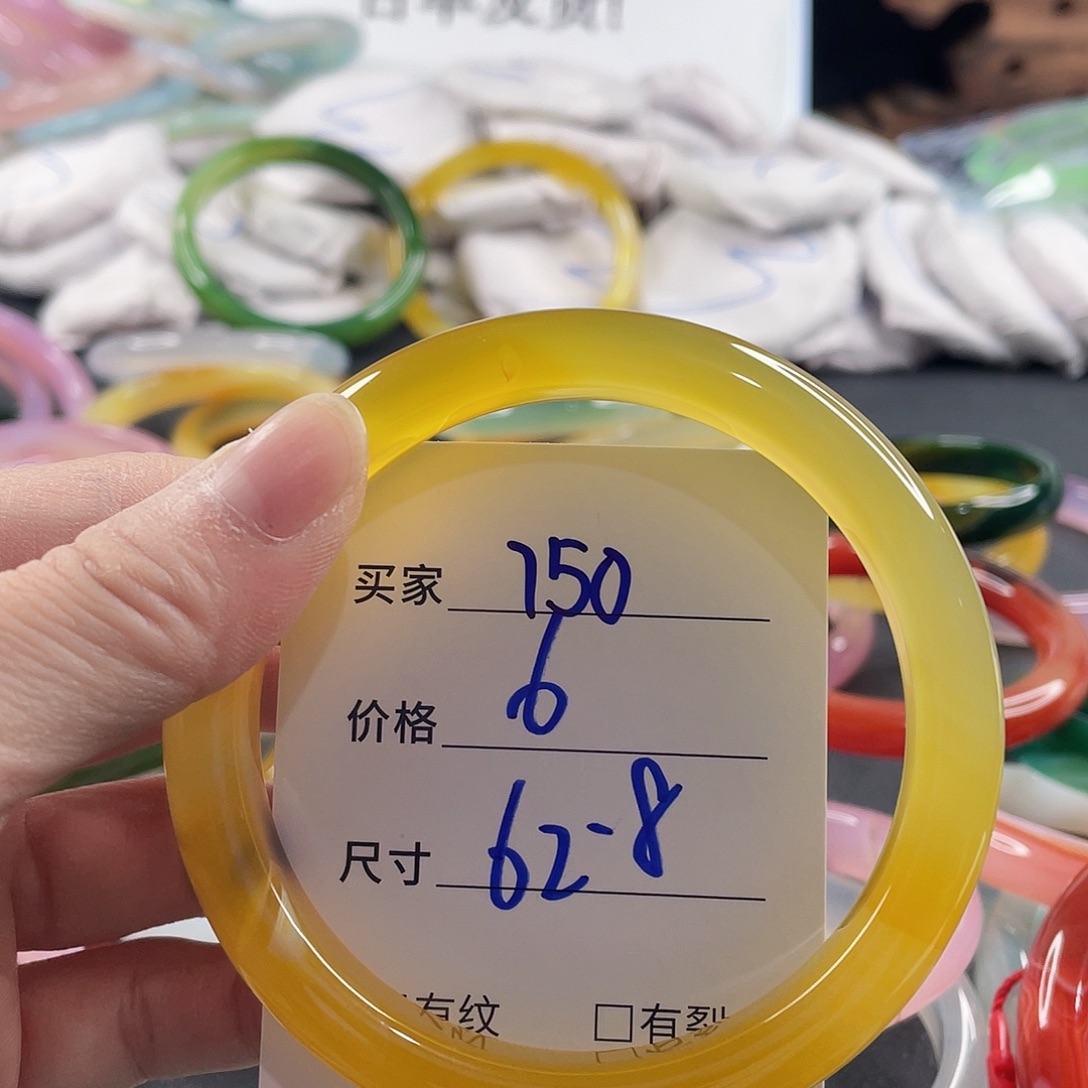 买家 150
价格 6
尺寸 62-8
有纹 □有裂